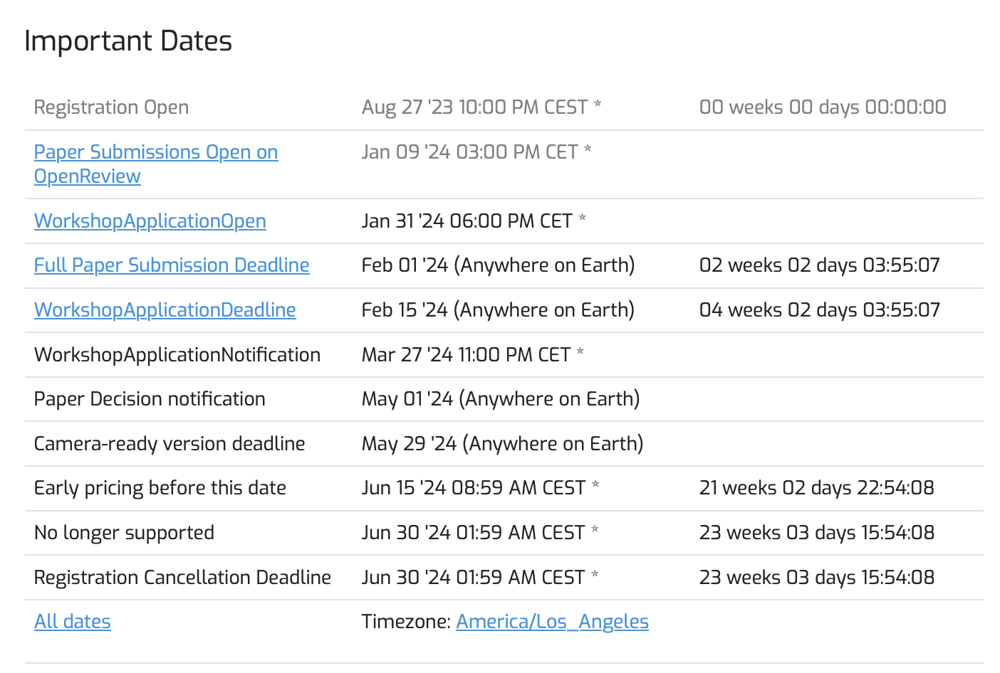 Important Dates
Registration Open Aug 27 '23 10:00 PM CEST * 00 weeks 00 days 00:00:00
Paper Submissions Open on Jan 09 '24 03:00 PM CET *
OpenReview
WorkshopApplicationOpen Jan 31 '24 06:00 PM CET *
Full Paper Submission Deadline Feb 01 '24 (Anywhere on Earth) 02 weeks 02 days 03:55:07
WorkshopApplicationDeadline Feb 15 '24 (Anywhere on Earth) 04 weeks 02 days 03:55:07
WorkshopApplicationNotification Mar 27 '24 11:00 PM CET *
Paper Decision notification May 01 '24 (Anywhere on Earth)
Camera-ready version deadline May 29 '24 (Anywhere on Earth)
Early pricing before this date Jun 15 '24 08:59 AM CEST * 21 weeks 02 days 22:54:08
No longer supported Jun 30 '24 01:59 AM CEST * 23 weeks 03 days 15:54:08
Registration Cancellation Deadline Jun 30 '24 01:59 AM CEST * 23 weeks 03 days 15:54:08
All dates Timezone: America/Los_Angeles